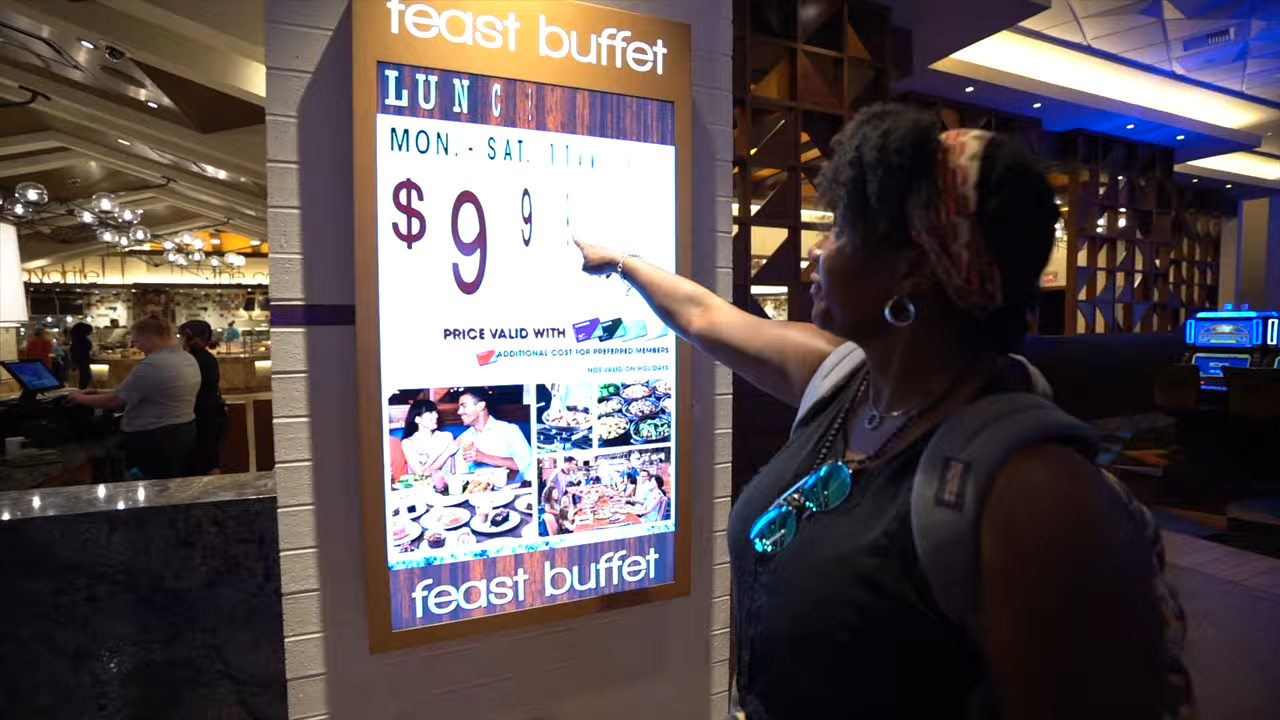 feast buffet
LUNC
MON. - SAT. 11
$9 9
PRICE VALID WITH
ADDITIONAL COST FOR PREFERRED MEMBERS
NOT VALID ON HOLIDAYS
feast buffet